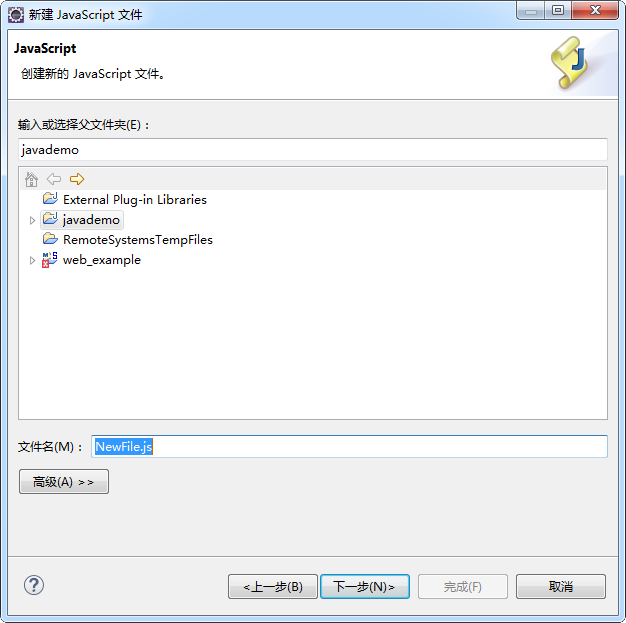 新建 JavaScript 文件
JavaScript
创建新的 JavaScript 文件。
输入或选择父文件夹(E)：
javademo
External Plug-in Libraries
javademo
RemoteSystemsTempFiles
web_example
文件名(M)： NewFile.js
高级(A) >>
<上一步(B) 下一步(N)> 完成(F) 取消